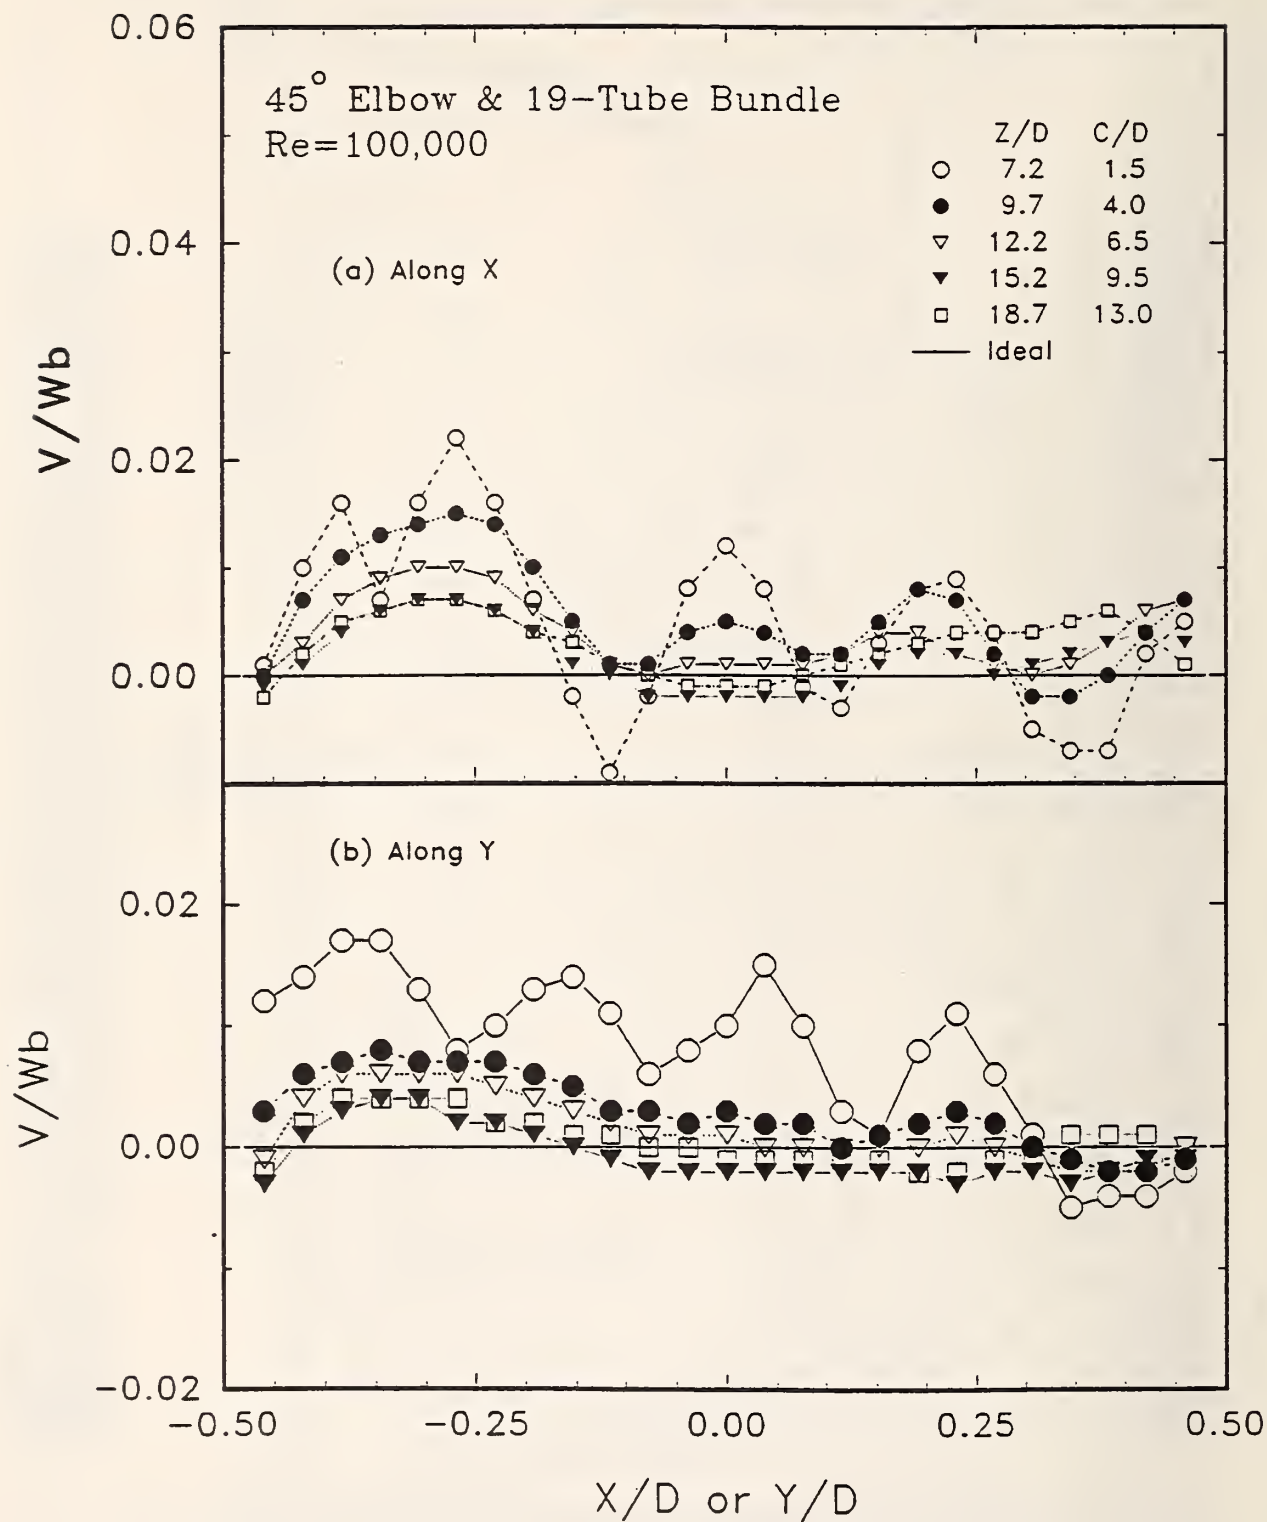 0.06
45° Elbow & 19-Tube Bundle
Re=100,000
Z/D C/D
7.2 1.5
9.7 4.0
12.2 6.5
15.2 9.5
18.7 13.0
Ideal
0.04
(a) Along X
V/Wb
0.02
0.00
(b) Along Y
0.02
V/Wb
0.00
-0.02
-0.50 -0.25 0.00 0.25 0.50
X/D or Y/D